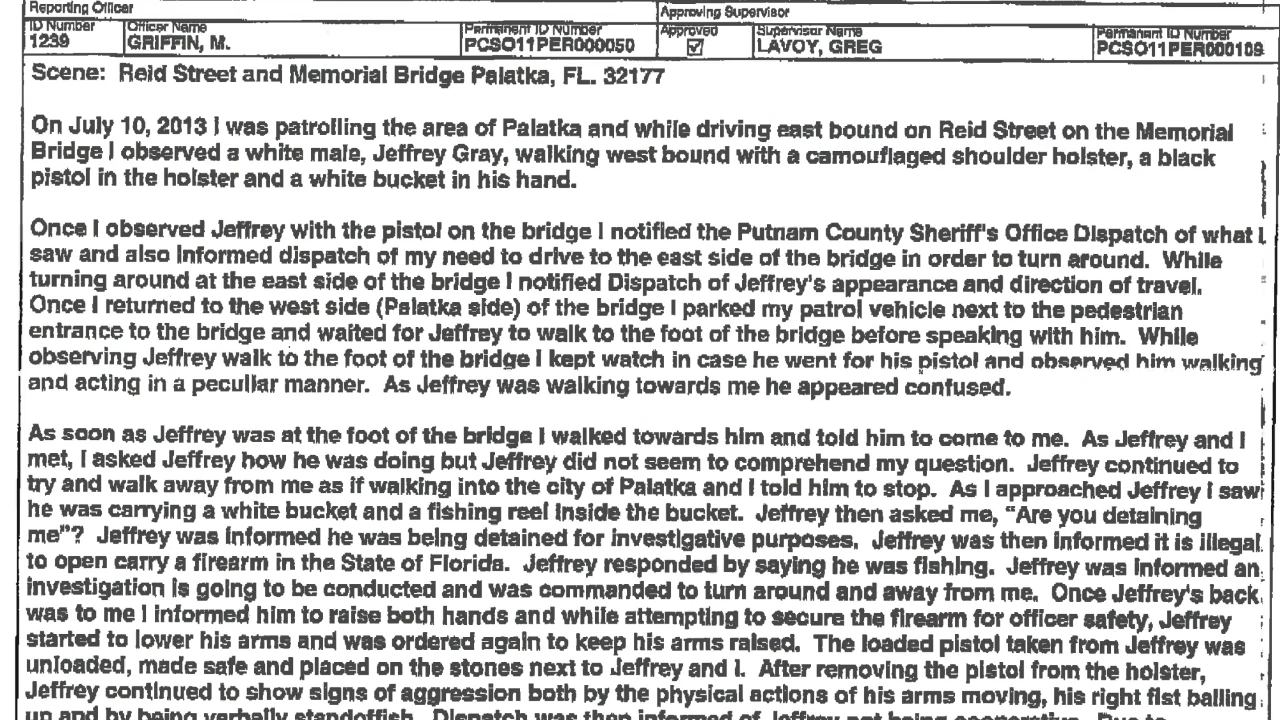 Reporting Officer
Approving Supervisor
ID Number Officer Name Permanent ID Number Approved Supervisor Name Permanent ID Number
1239 GRIFFIN, M. PCSO11PER000050 LAVOY, GREG PCSO11PER000109
Scene: Reid Street and Memorial Bridge Palatka, FL. 32177
On July 10, 2013 I was patrolling the area of Palatka and while driving east bound on Reid Street on the Memorial
Bridge I observed a white male, Jeffrey Gray, walking west bound with a camouflaged shoulder holster, a black
pistol in the holster and a white bucket in his hand.
Once I observed Jeffrey with the pistol on the bridge I notified the Putnam County Sheriff's Office Dispatch of what I
saw and also informed dispatch of my need to drive to the east side of the bridge in order to turn around. While
turning around at the east side of the bridge I notified Dispatch of Jeffrey's appearance and direction of travel.
Once I returned to the west side (Palatka side) of the bridge I parked my patrol vehicle next to the pedestrian
entrance to the bridge and waited for Jeffrey to walk to the foot of the bridge before speaking with him. While
observing Jeffrey walk to the foot of the bridge I kept watch in case he went for his pistol and observed him walking
and acting in a peculiar manner. As Jeffrey was walking towards me he appeared confused.
As soon as Jeffrey was at the foot of the bridge I walked towards him and told him to come to me. As Jeffrey and I
met, I asked Jeffrey how he was doing but Jeffrey did not seem to comprehend my question. Jeffrey continued to
try and walk away from me as if walking into the city of Palatka and I told him to stop. As I approached Jeffrey I saw
he was carrying a white bucket and a fishing reel inside the bucket. Jeffrey then asked me, "Are you detaining
me"? Jeffrey was informed he was being detained for investigative purposes. Jeffrey was then informed it is illegal
to open carry a firearm in the State of Florida. Jeffrey responded by saying he was fishing. Jeffrey was informed an
investigation is going to be conducted and was commanded to turn around and away from me. Once Jeffrey's back
was to me I informed him to raise both hands and while attempting to secure the firearm for officer safety, Jeffrey
started to lower his arms and was ordered again to keep his arms raised. The loaded pistol taken from Jeffrey was
unloaded, made safe and placed on the stones next to Jeffrey and I. After removing the pistol from the holster,
Jeffrey continued to show signs of aggression both by the physical actions of his arms moving, his right fist balling
up and by being verbally standoffish. Dispatch was then informed of Jeffrey not being cooperative. Due to